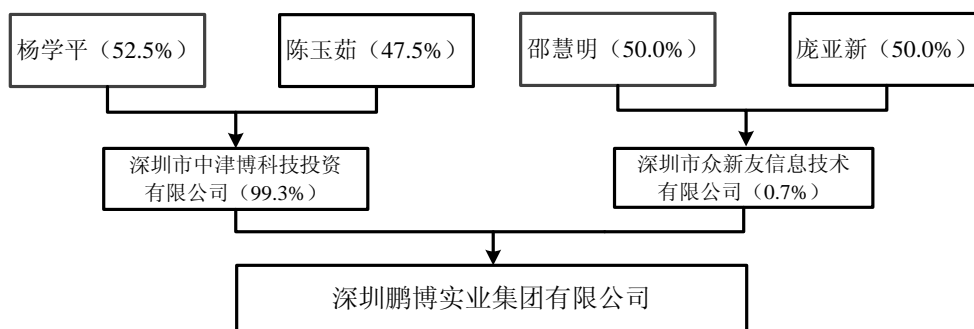 杨学平（52.5%）
陈玉茹（47.5%）
邵慧明（50.0%）
庞亚新（50.0%）
深圳市中津博科技投资
有限公司（99.3%）
深圳市众新友信息技术
有限公司（0.7%）
深圳鹏博实业集团有限公司